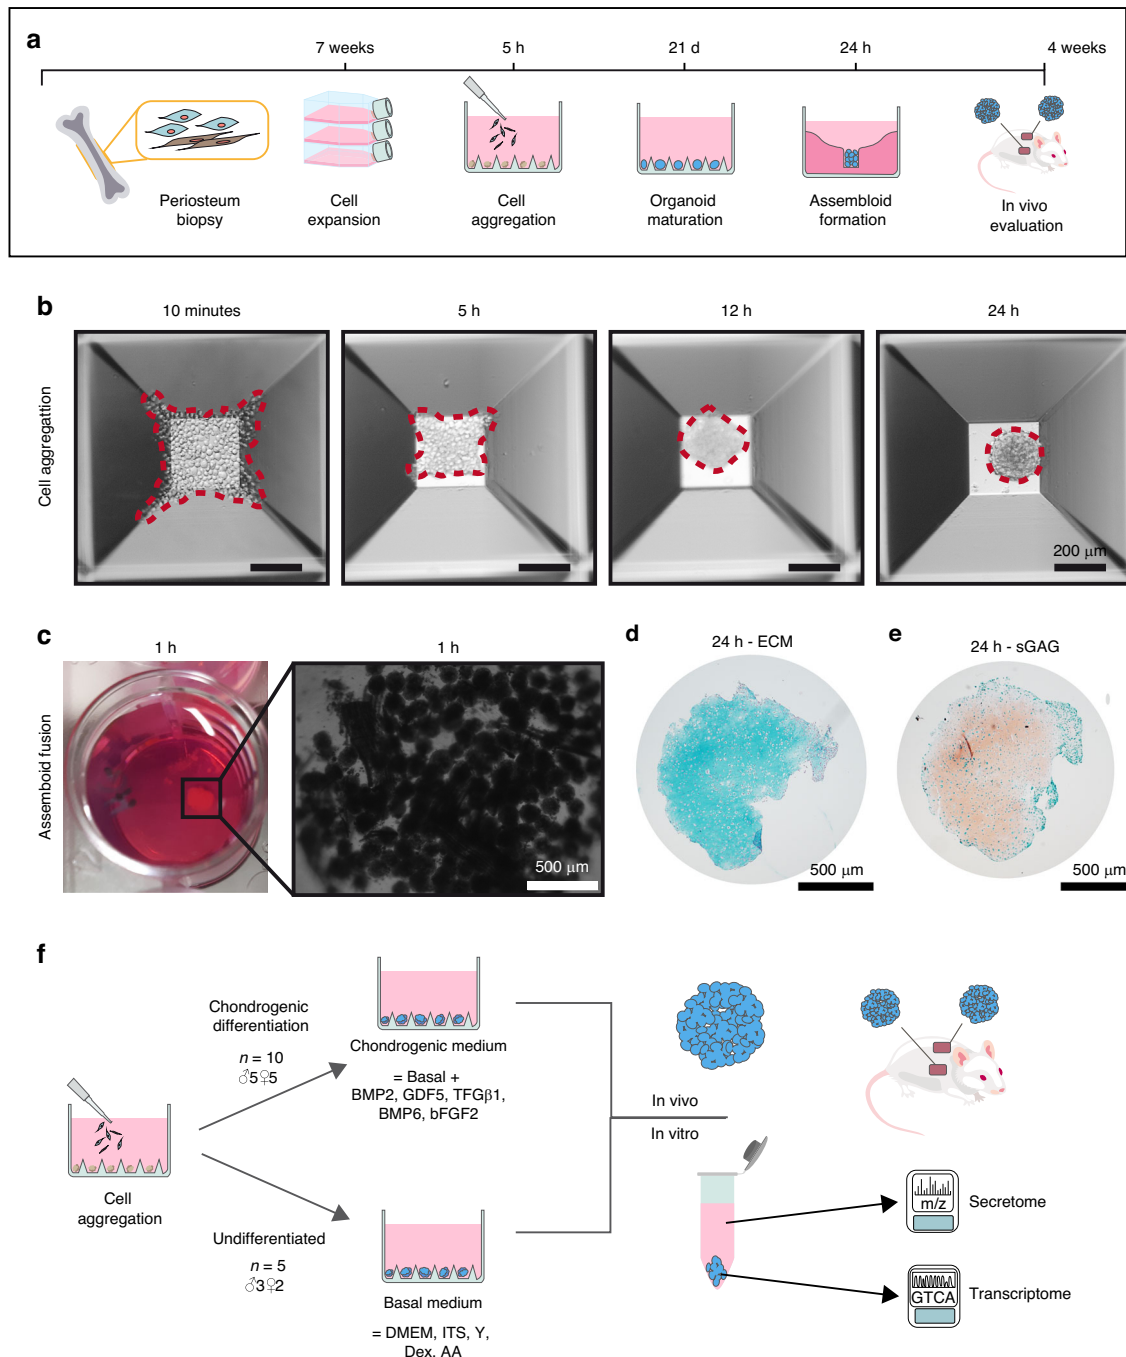 a
7 weeks
5 h
21 d
24 h
4 weeks
Periosteum
biopsy
Cell
expansion
Cell
aggregation
Organoid
maturation
Assembloid
formation
In vivo
evaluation
b
10 minutes
5 h
12 h
24 h
Cell aggregattion
200 μm
c
1 h
1 h
Assemboid fusion
500 μm
d
24 h - ECM
500 μm
e
24 h - sGAG
500 μm
f
Cell
aggregation
Chondrogenic
differentiation
n = 10
♂5♀5
Chondrogenic medium
= Basal +
BMP2, GDF5, TFGβ1,
BMP6, bFGF2
Undifferentiated
n = 5
♂3♀2
Basal medium
= DMEM, ITS, Y,
Dex, AA
In vivo
In vitro
m/z
Secretome
GTCA
Transcriptome